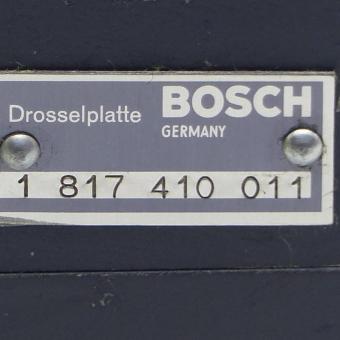 Drosselplatte BOSCH
GERMANY
1 817 410 011